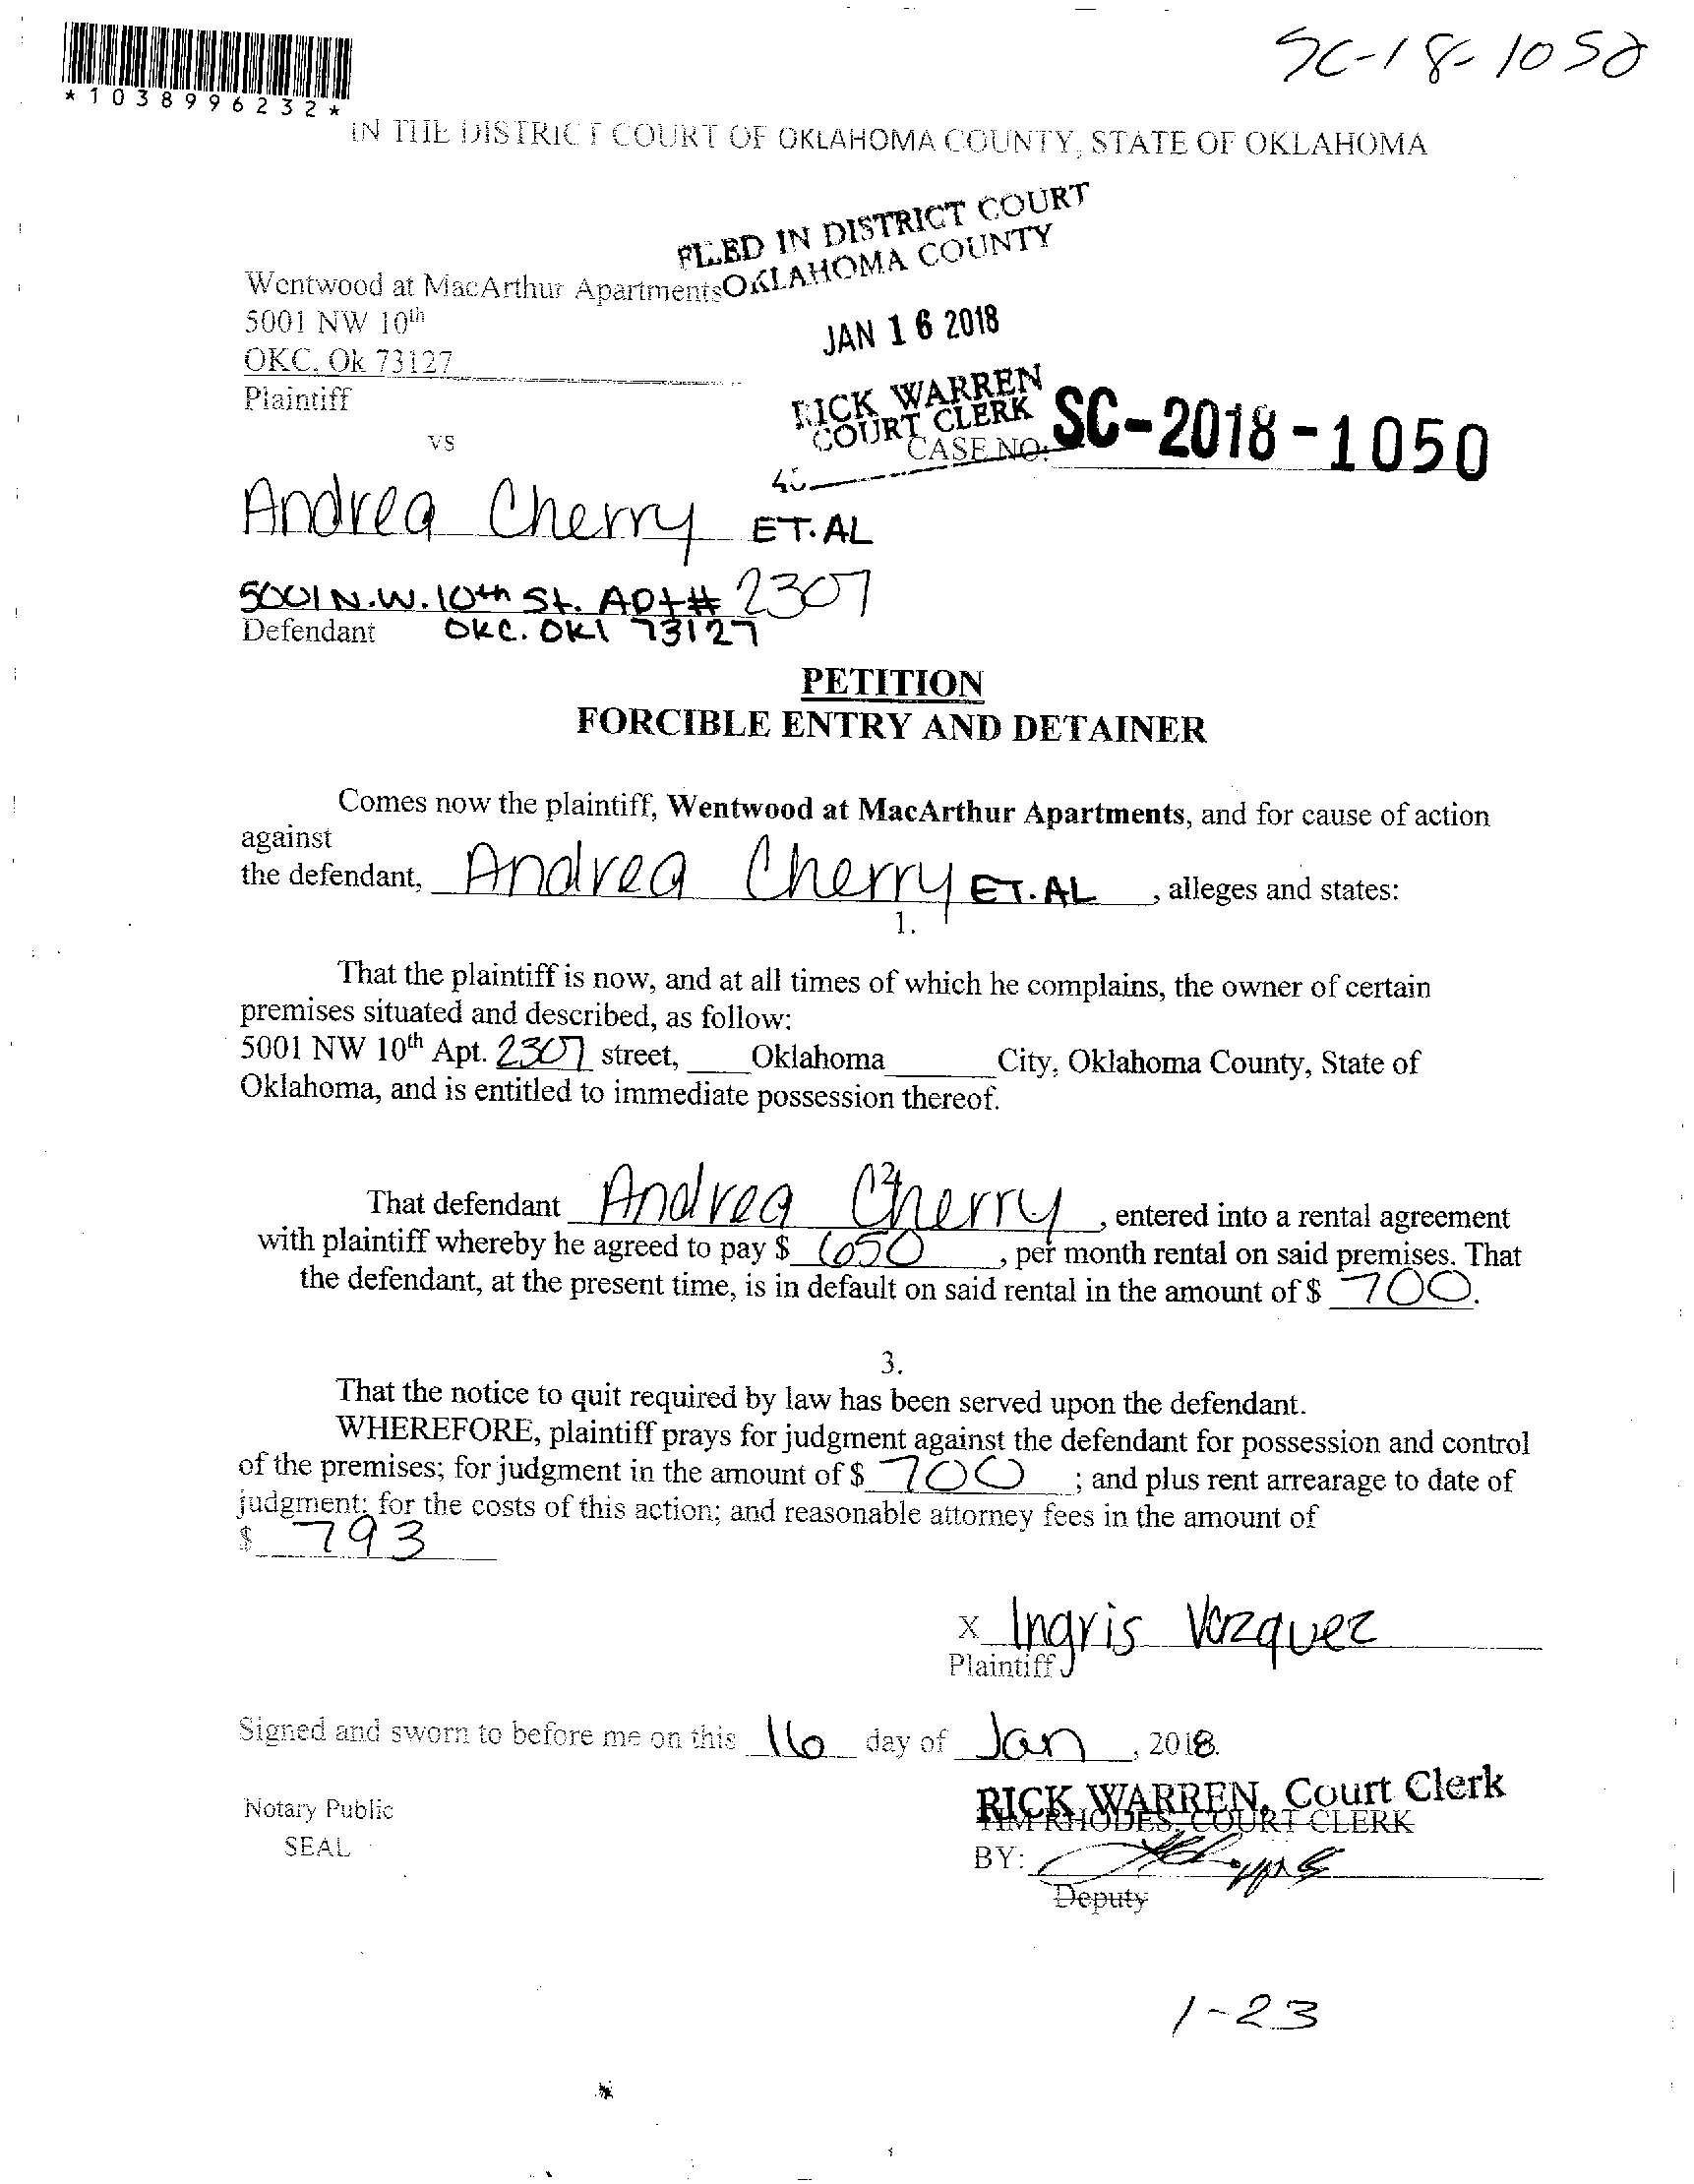 SC-18-1050
*1038996232*
IN THE DISTRICT COURT OF OKLAHOMA COUNTY, STATE OF OKLAHOMA
FILED IN DISTRICT COURT
OKLAHOMA COUNTY
Wentwood at MacArthur Apartments
5001 NW 10th
JAN 16 2018
OKC, Ok 73127
Plaintiff
RICK WARREN
COURT CLERK
vs
CASE NO: SC-2018-1050
Andrea Cherry ET.AL
5001 N.W. 10th St. Apt# 2307
Defendant OKC. OKl 73127
PETITION
FORCIBLE ENTRY AND DETAINER
Comes now the plaintiff, Wentwood at MacArthur Apartments, and for cause of action
against
the defendant, Andrea Cherry ET.AL, alleges and states:
1.
That the plaintiff is now, and at all times of which he complains, the owner of certain
premises situated and described, as follow:
5001 NW 10th Apt. 2307 street, Oklahoma City, Oklahoma County, State of
Oklahoma, and is entitled to immediate possession thereof.
2.
That defendant Andrea Cherry, entered into a rental agreement
with plaintiff whereby he agreed to pay $ 650, per month rental on said premises. That
the defendant, at the present time, is in default on said rental in the amount of $ 700.
3.
That the notice to quit required by law has been served upon the defendant.
WHEREFORE, plaintiff prays for judgment against the defendant for possession and control
of the premises; for judgment in the amount of $ 700; and plus rent arrearage to date of
judgment; for the costs of this action; and reasonable attorney fees in the amount of
$ 793
x Ingris Vazquez
Plaintiff
Signed and sworn to before me on this 16 day of Jan, 2018.
RICK WARREN, Court Clerk
Notary Public
TIM RHODES, COURT CLERK
SEAL
BY:
Deputy
1-23